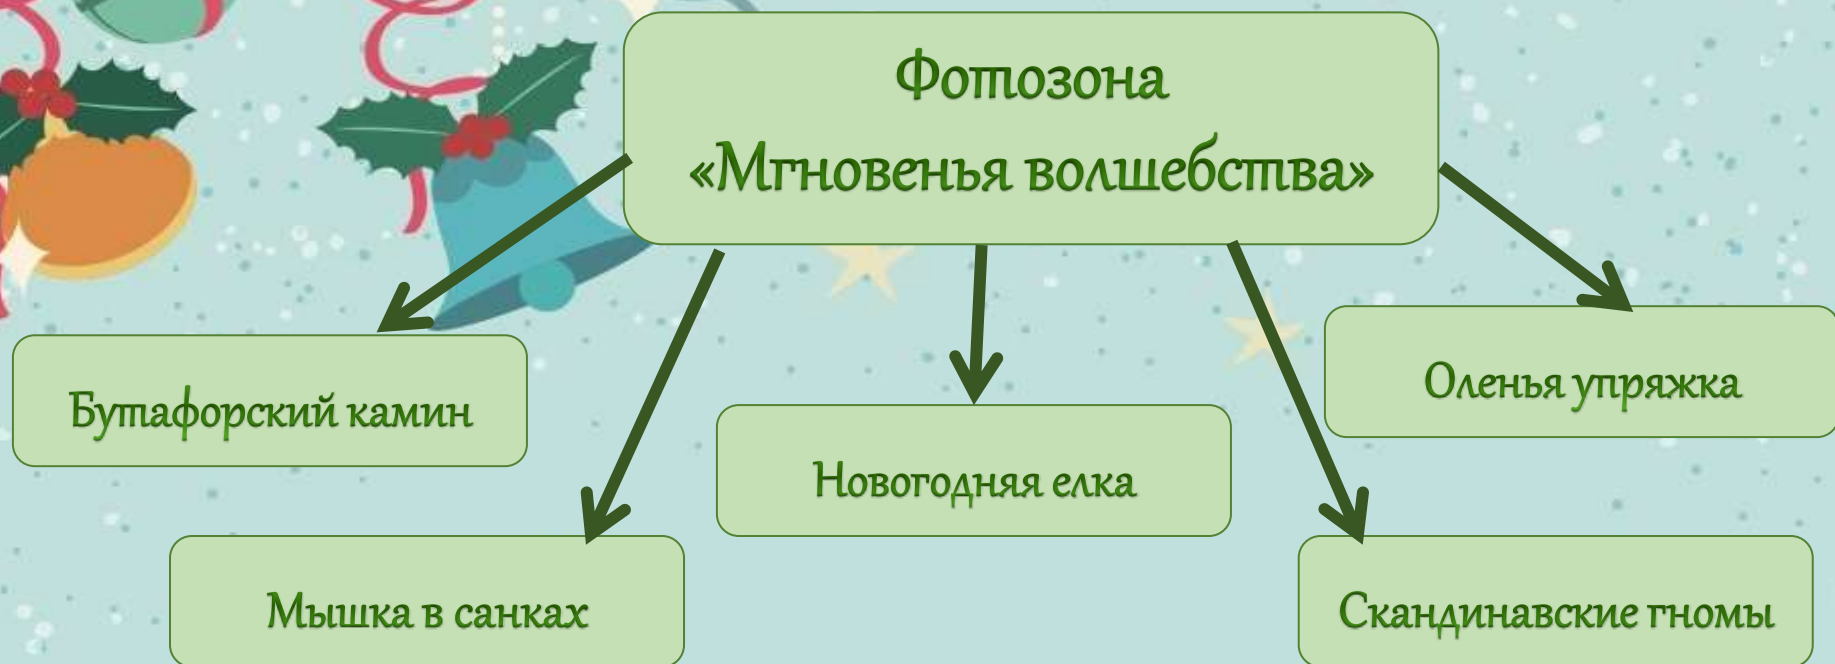 Фотозона
«Мгновенья волшебства»
Бутафорский камин
Мышка в санках
Новогодняя елка
Скандинавские гномы
Оленья упряжка